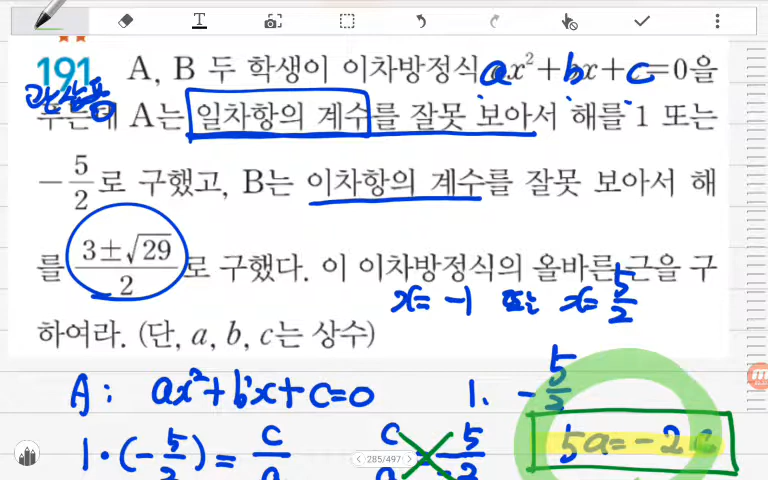 191 A, B 두 학생이 이차방정식 ax²+bx+c=0을
푸는데 A는 일차항의 계수를 잘못 보아서 해를 1 또는
-5/2로 구했고, B는 이차항의 계수를 잘못 보아서 해
를 (3±√29)/2로 구했다. 이 이차방정식의 올바른 근을 구
x=-1 또는 x=5/2
하여라. (단, a, b, c는 상수)
A: ax²+b'x+c=0 1. -5/2
1·(-5/2)=c/a c/a=5/-2 5a=-2c
285/497